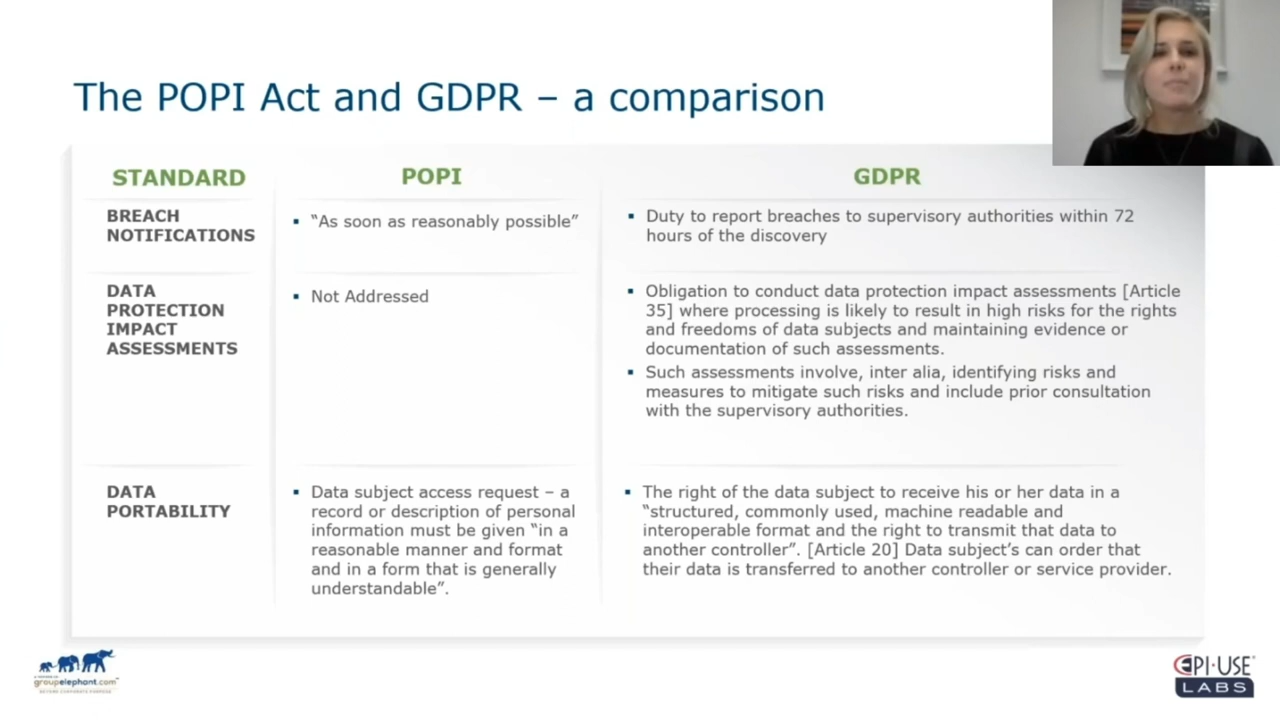 The POPI Act and GDPR – a comparison
STANDARD
POPI
GDPR
BREACH
NOTIFICATIONS
▪ “As soon as reasonably possible”
▪ Duty to report breaches to supervisory authorities within 72
hours of the discovery
DATA
PROTECTION
IMPACT
ASSESSMENTS
▪ Not Addressed
▪ Obligation to conduct data protection impact assessments [Article
35] where processing is likely to result in high risks for the rights
and freedoms of data subjects and maintaining evidence or
documentation of such assessments.
▪ Such assessments involve, inter alia, identifying risks and
measures to mitigate such risks and include prior consultation
with the supervisory authorities.
DATA
PORTABILITY
▪ Data subject access request – a
record or description of personal
information must be given “in a
reasonable manner and format
and in a form that is generally
understandable”.
▪ The right of the data subject to receive his or her data in a
“structured, commonly used, machine readable and
interoperable format and the right to transmit that data to
another controller”. [Article 20] Data subject’s can order that
their data is transferred to another controller or service provider.
groupelephant.com
EPI·USE
LABS